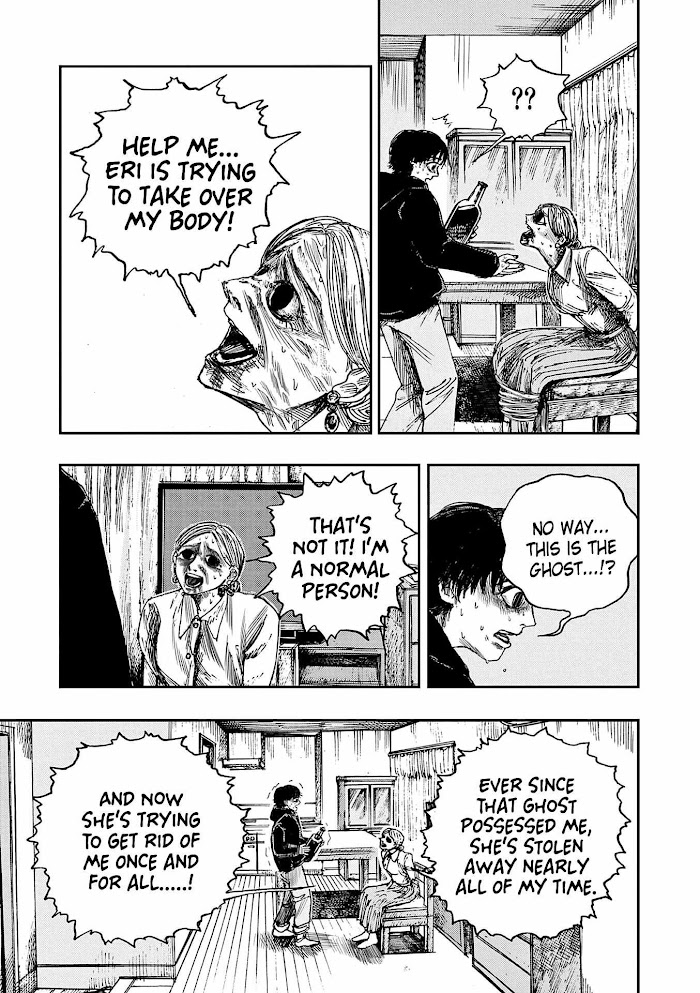 ??
HELP ME...
ERI IS TRYING
TO TAKE OVER
MY BODY!
NO WAY...
THIS IS THE
GHOST...!?
THAT'S
NOT IT! I'M
A NORMAL
PERSON!
EVER SINCE
THAT GHOST
POSSESSED ME,
SHE'S STOLEN
AWAY NEARLY
ALL OF MY TIME.
AND NOW
SHE'S TRYING
TO GET RID OF
ME ONCE AND
FOR ALL.....!